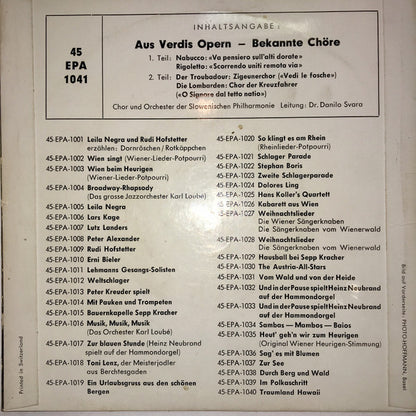 INHALTSANGABE:
45
EPA
1041
Aus Verdis Opern – Bekannte Chöre
1. Teil: Nabucco: «Va pensiero sull'alti dorate»
Rigoletto: «Scorrendo uniti remota via»
2. Teil: Der Troubadour: Zigeunerchor («Vedi le fosche»)
Die Lombarden: Chor der Kreuzfahrer
(«O Signore dal tetto natio»)
Chor und Orchester der Slowenischen Philharmonie Leitung: Dr. Danilo Svara
45-EPA-1001 Leila Negra und Rudi Hofstetter
erzählen: Dornröschen/Rotkäppchen
45-EPA-1002 Wien singt (Wiener-Lieder-Potpourri)
45-EPA-1003 Wien beim Heurigen
(Wiener-Lieder-Potpourri)
45-EPA-1004 Broadway-Rhapsody
(Das grosse Jazzorchester Karl Loubé)
45-EPA-1005 Leila Negra
45-EPA-1006 Lars Kage
45-EPA-1007 Lutz Landers
45-EPA-1008 Peter Alexander
45-EPA-1009 Rudi Hofstetter
45-EPA-1010 Erni Bieler
45-EPA-1011 Lehmanns Gesangs-Solisten
45-EPA-1012 Weltschlager
45-EPA-1013 Peter Kreuder spielt
45-EPA-1014 Mit Pauken und Trompeten
45-EPA-1015 Bauernkapelle Sepp Kracher
45-EPA-1016 Musik, Musik, Musik
(Das Orchester Karl Loubé)
45-EPA-1017 Zur blauen Stunde (Heinz Neubrand
spielt auf der Hammondorgel)
45-EPA-1018 Toni Lenz, der Meisterjodler
aus Berchtesgaden
45-EPA-1019 Ein Urlaubsgruss aus den schönen
Bergen
45-EPA-1020 So klingt es am Rhein
(Rheinlieder-Potpourri)
45-EPA-1021 Schlager Parade
45-EPA-1022 Stephan Boris
45-EPA-1023 Zweite Schlagerparade
45-EPA-1024 Dolores Ling
45-EPA-1025 Hans Koller's Quartett
45-EPA-1026 Kabarett aus Wien
45-EPA-1027 Weihnachtslieder
Die Wiener Sängerknaben
Die Sängerknaben vom Wienerwald
45-EPA-1028 Weihnachtslieder
Die Sängerknaben vom Wienerwald
45-EPA-1029 Hausball bei Sepp Kracher
45-EPA-1030 The Austria-All-Stars
45-EPA-1031 Vom Wald und von der Heide
45-EPA-1032 Und in der Pause spielt Heinz Neubrand
auf der Hammondorgel
45-EPA-1033 Und in der Pause spielt Heinz Neubrand
auf der Hammondorgel
45-EPA-1034 Sambas — Mambos — Baios
45-EPA-1035 Heut' geh'n wir zum Heurigen
(Original Wiener Heurigen-Stimmung)
45-EPA-1036 Sag' es mit Blumen
45-EPA-1037 Zur See
45-EPA-1038 Durch Berg und Wald
45-EPA-1039 Im Polkaschritt
45-EPA-1040 Traumland Hawaii
Printed in Switzerland
PHOTO-HOFFMANN, Basel